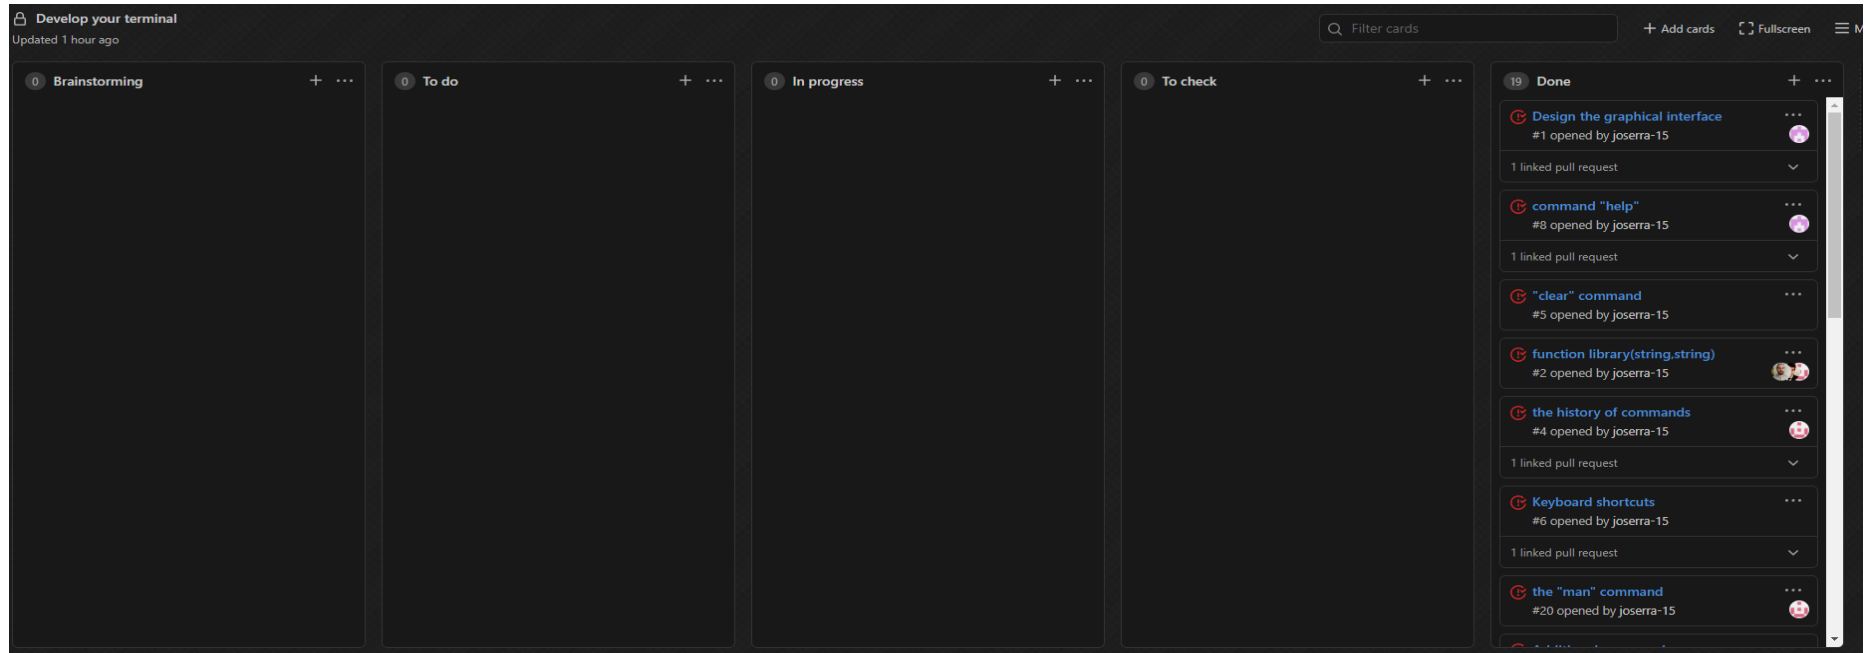 Develop your terminal
Updated 1 hour ago
Filter cards
Add cards
Fullscreen
0 Brainstorming
0 To do
0 In progress
0 To check
19 Done
Design the graphical interface
#1 opened by joserra-15
1 linked pull request
command "help"
#8 opened by joserra-15
1 linked pull request
"clear" command
#5 opened by joserra-15
function library(string,string)
#2 opened by joserra-15
the history of commands
#4 opened by joserra-15
1 linked pull request
Keyboard shortcuts
#6 opened by joserra-15
1 linked pull request
the "man" command
#20 opened by joserra-15